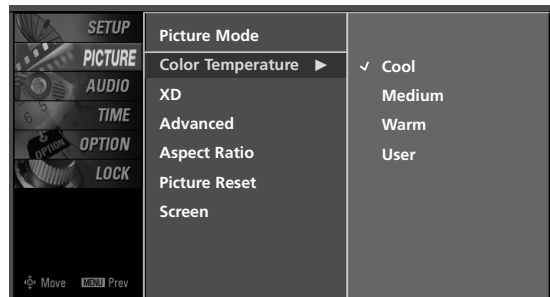 SETUP
PICTURE
AUDIO
TIME
OPTION
OPTION
LOCK
Move MENU Prev
Picture Mode
Color Temperature ►
XD
Advanced
Aspect Ratio
Picture Reset
Screen
✓ Cool
Medium
Warm
User